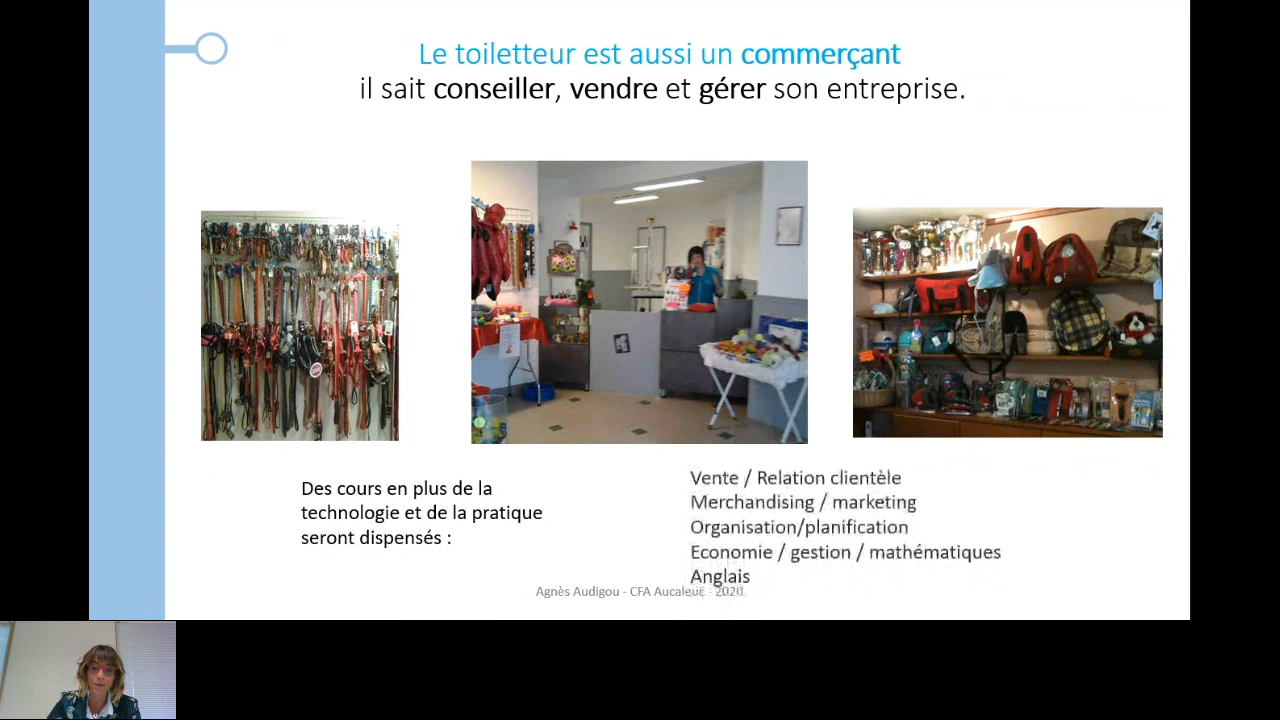 Le toiletteur est aussi un commerçant
il sait conseiller, vendre et gérer son entreprise.
Des cours en plus de la
technologie et de la pratique
seront dispensés :
Vente / Relation clientèle
Merchandising / marketing
Organisation/planification
Economie / gestion / mathématiques
Anglais
Agnès Audigou - CFA Aucaleuc - 2020